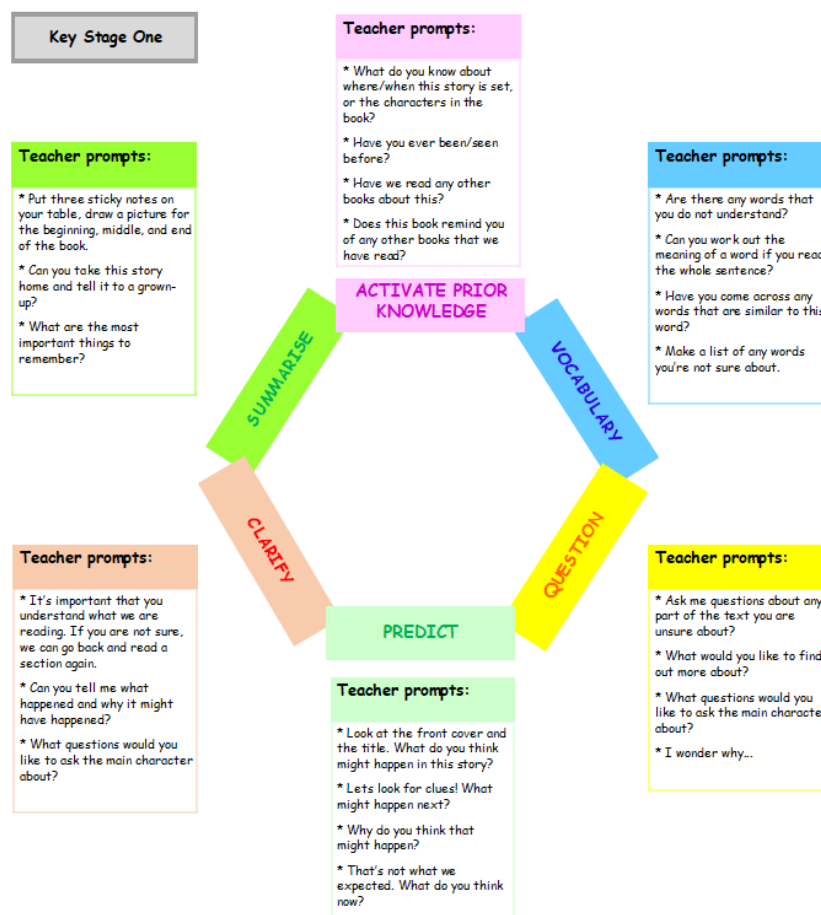 Key Stage One
Teacher prompts:
* What do you know about
where/when this story is set,
or the characters in the
book?
* Have you ever been/seen
before?
* Have we read any other
books about this?
* Does this book remind you
of any other books that we
have read?
ACTIVATE PRIOR
KNOWLEDGE
Teacher prompts:
* Put three sticky notes on
your table, draw a picture for
the beginning, middle, and end
of the book.
* Can you take this story
home and tell it to a grown-
up?
* What are the most
important things to
remember?
SUMMARISE
Teacher prompts:
* Are there any words that
you do not understand?
* Can you work out the
meaning of a word if you read
the whole sentence?
* Have you come across any
words that are similar to this
word?
* Make a list of any words
you're not sure about.
VOCABULARY
CLARIFY
Teacher prompts:
* It's important that you
understand what we are
reading. If you are not sure,
we can go back and read a
section again.
* Can you tell me what
happened and why it might
have happened?
* What questions would you
like to ask the main character
about?
QUESTION
Teacher prompts:
* Ask me questions about any
part of the text you are
unsure about?
* What would you like to find
out more about?
* What questions would you
like to ask the main characte
about?
* I wonder why...
PREDICT
Teacher prompts:
* Look at the front cover and
the title. What do you think
might happen in this story?
* Lets look for clues! What
might happen next?
* Why do you think that
might happen?
* That's not what we
expected. What do you think
now?